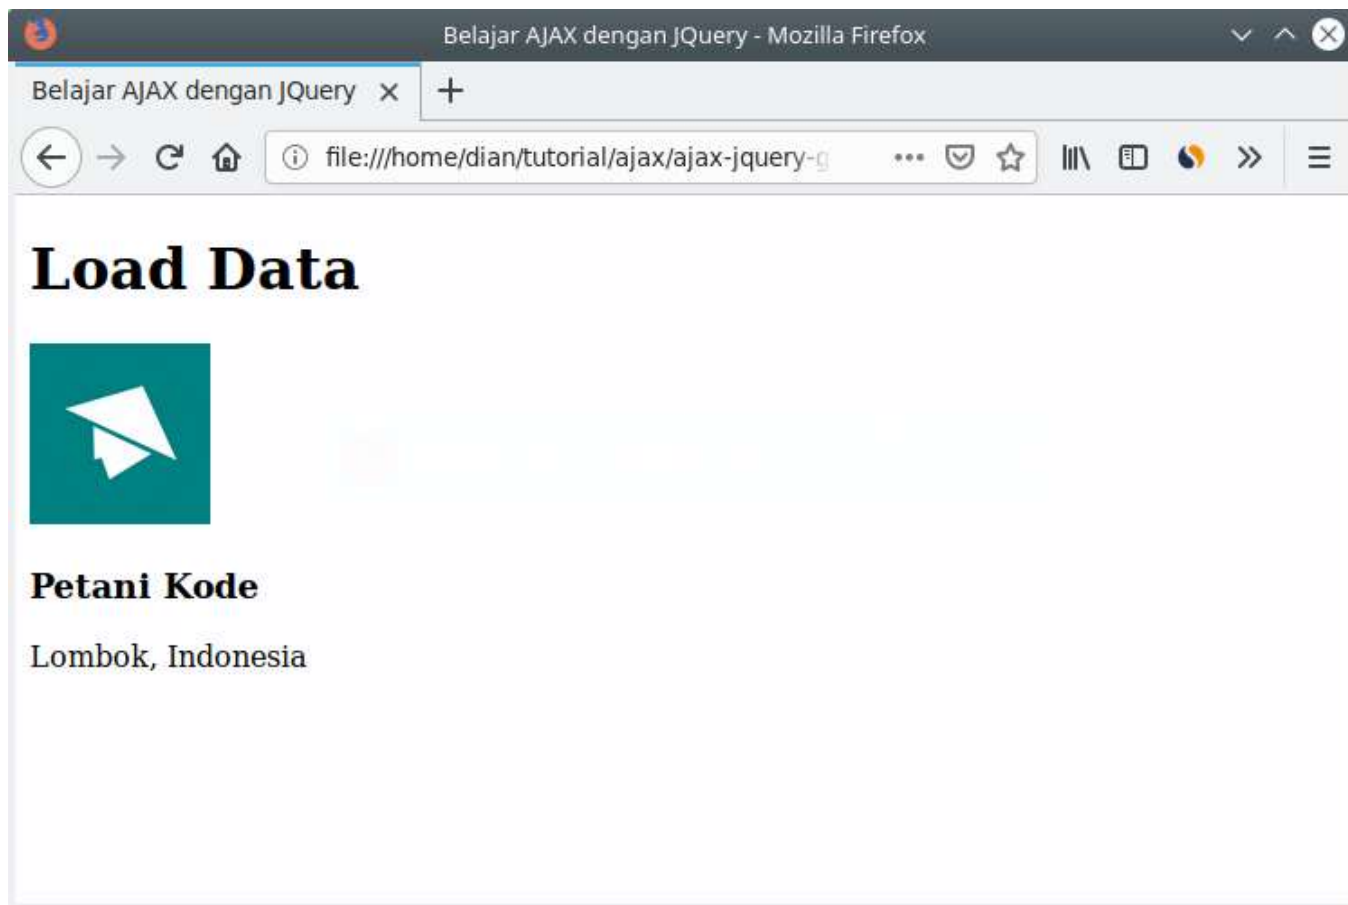 Belajar AJAX dengan JQuery - Mozilla Firefox
Belajar AJAX dengan JQuery
file:///home/dian/tutorial/ajax/ajax-jquery-g
Load Data
Petani Kode
Lombok, Indonesia